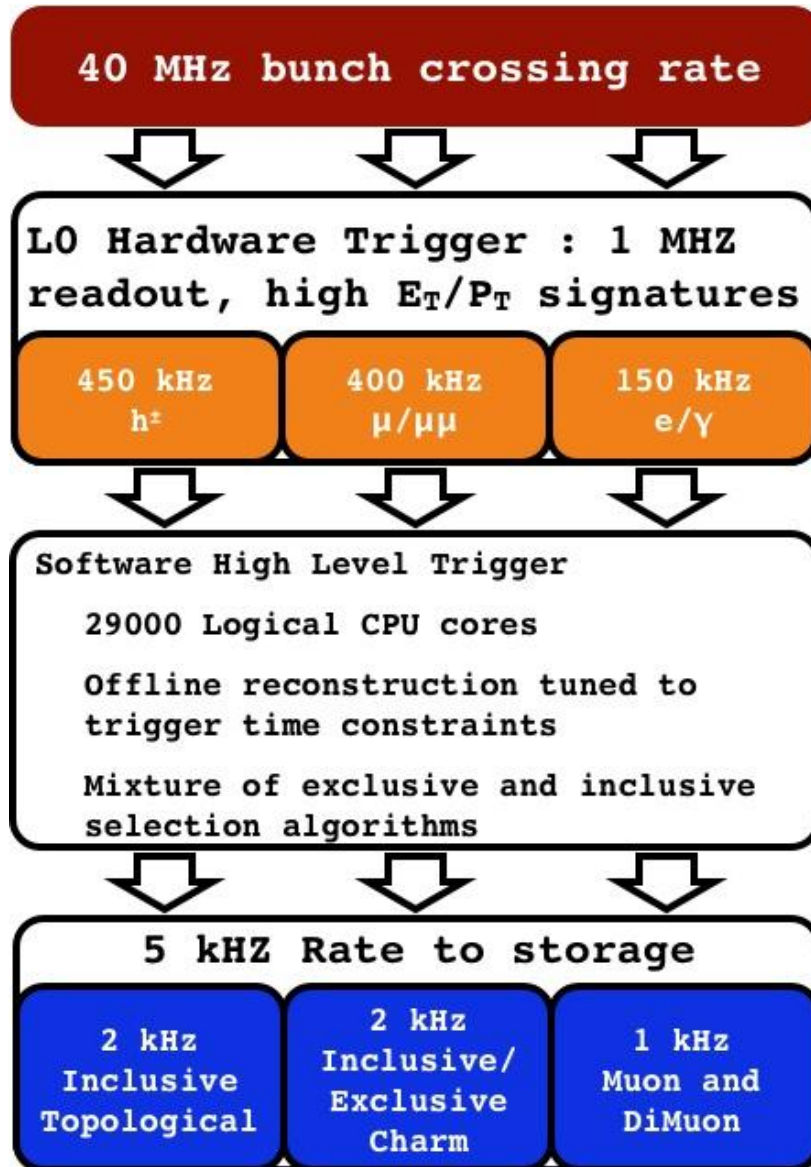 40 MHz bunch crossing rate
L0 Hardware Trigger : 1 MHZ
readout, high E_T/P_T signatures
450 kHz
h±
400 kHz
μ/μμ
150 kHz
e/γ
Software High Level Trigger
29000 Logical CPU cores
Offline reconstruction tuned to
trigger time constraints
Mixture of exclusive and inclusive
selection algorithms
5 kHZ Rate to storage
2 kHz
Inclusive
Topological
2 kHz
Inclusive/
Exclusive
Charm
1 kHz
Muon and
DiMuon